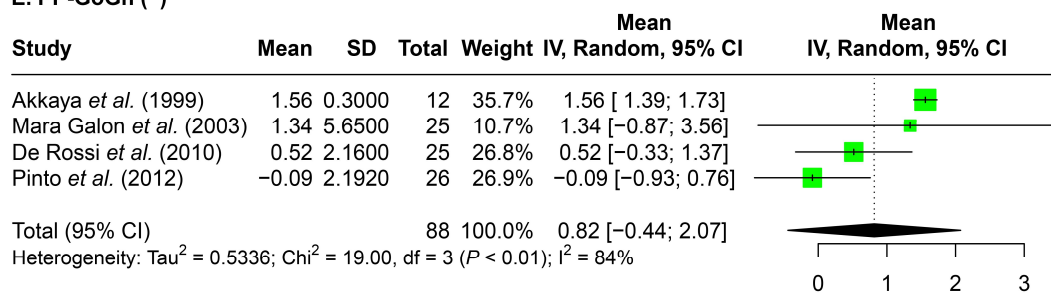 Mean Mean
Study Mean SD Total Weight IV, Random, 95% CI IV, Random, 95% CI
Akkaya et al. (1999) 1.56 0.3000 12 35.7% 1.56 [ 1.39; 1.73]
Mara Galon et al. (2003) 1.34 5.6500 25 10.7% 1.34 [−0.87; 3.56]
De Rossi et al. (2010) 0.52 2.1600 25 26.8% 0.52 [−0.33; 1.37]
Pinto et al. (2012) −0.09 2.1920 26 26.9% −0.09 [−0.93; 0.76]
Total (95% CI) 88 100.0% 0.82 [−0.44; 2.07]
Heterogeneity: Tau² = 0.5336; Chi² = 19.00, df = 3 (P < 0.01); I² = 84%
0 1 2 3